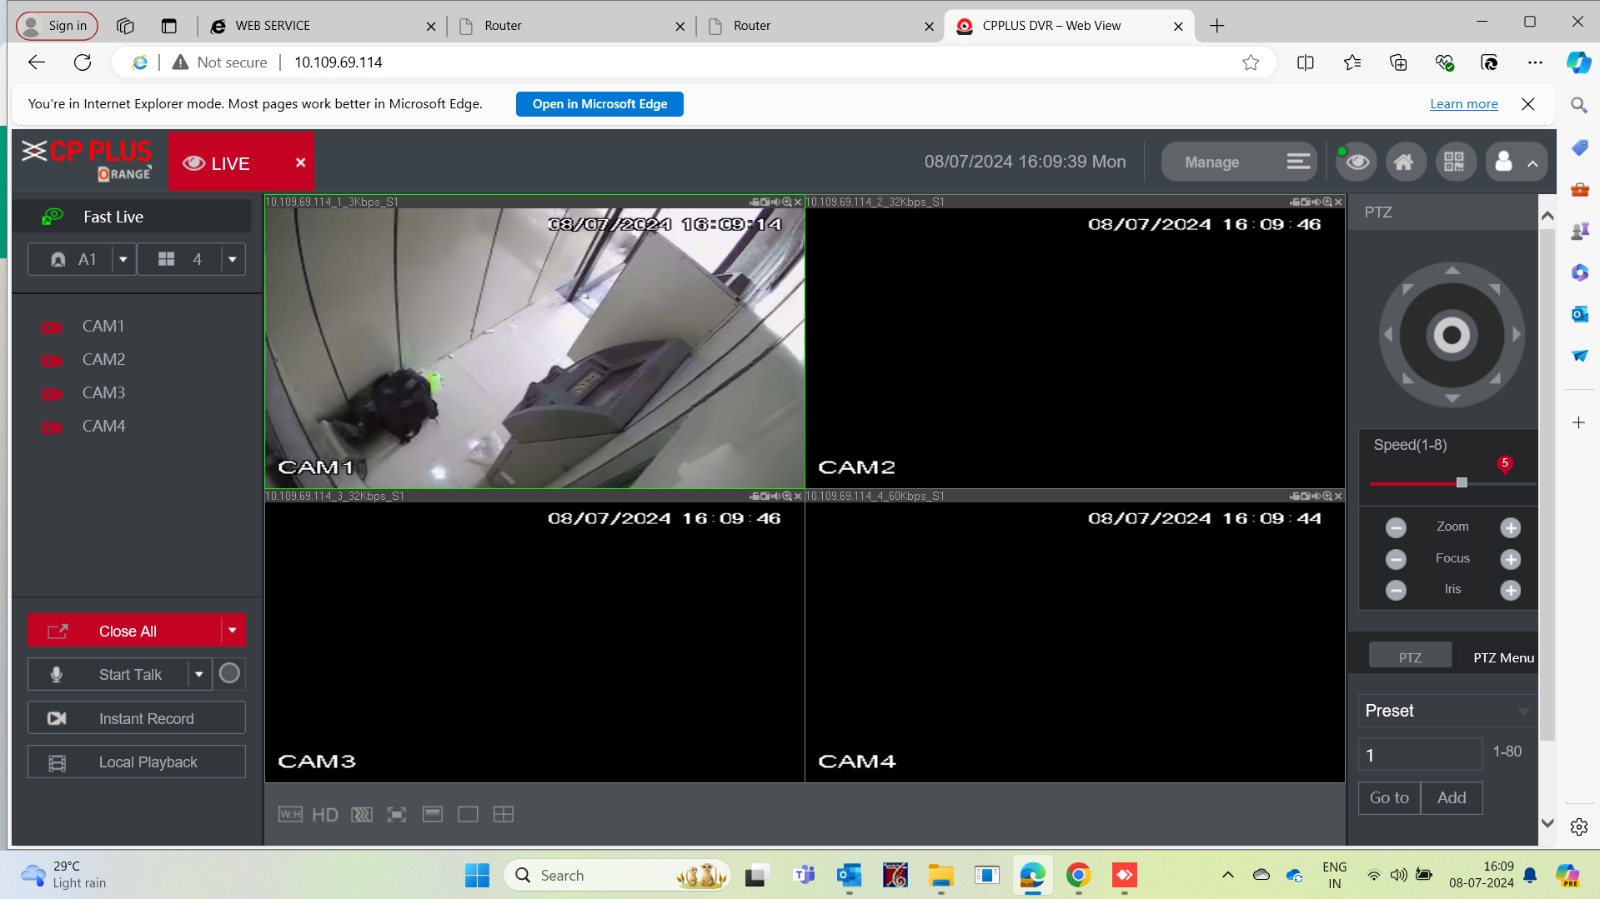 Sign in
WEB SERVICE
Router
Router
CPPLUS DVR – Web View
Not secure
10.109.69.114
You're in Internet Explorer mode. Most pages work better in Microsoft Edge.
Open in Microsoft Edge
Learn more
CP PLUS
ORANGE
LIVE
08/07/2024 16:09:39 Mon
Manage
Fast Live
A1
4
CAM1
CAM2
CAM3
CAM4
Close All
Start Talk
Instant Record
Local Playback
10.109.69.114_1_3Kbps_S1
08/07/2024 16:09:14
CAM1
10.109.69.114_2_32Kbps_S1
08/07/2024 16:09:46
CAM2
10.109.69.114_3_32Kbps_S1
08/07/2024 16:09:46
CAM3
10.109.69.114_4_60Kbps_S1
08/07/2024 16:09:44
CAM4
W:H
HD
PTZ
Speed(1-8)
5
Zoom
Focus
Iris
PTZ
PTZ Menu
Preset
1
1-80
Go to
Add
29°C
Light rain
Search
ENG
IN
16:09
08-07-2024
PRE